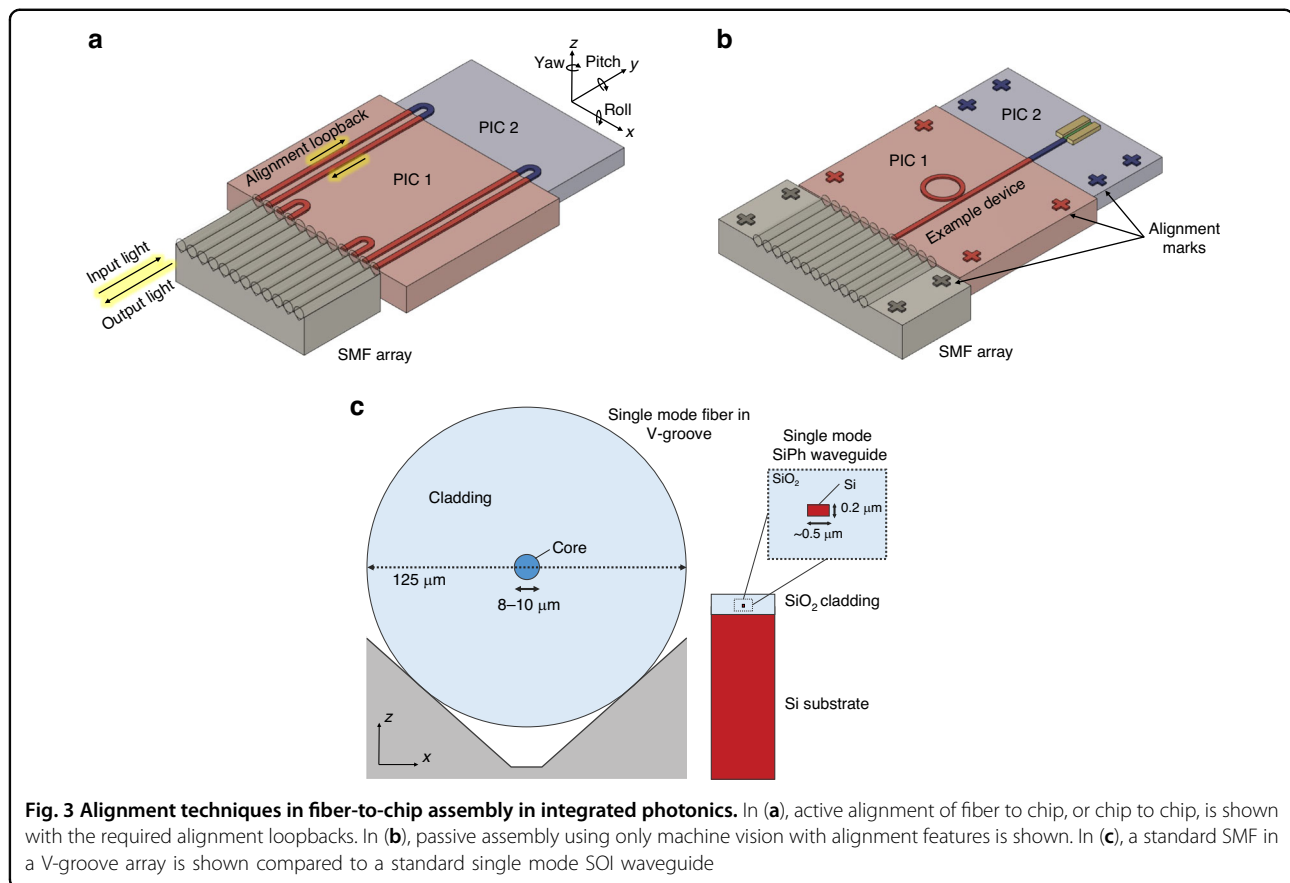 a
z
Yaw
Pitch
y
Roll
x
PIC 2
Alignment loopback
PIC 1
Input light
Output light
SMF array
b
PIC 2
PIC 1
Example device
Alignment
marks
SMF array
c
Single mode fiber in
V-groove
Single mode
SiPh waveguide
SiO2
Si
0.2 μm
~0.5 μm
Cladding
Core
125 μm
8–10 μm
SiO2 cladding
Si substrate
z
x
Fig. 3 Alignment techniques in fiber-to-chip assembly in integrated photonics. In (a), active alignment of fiber to chip, or chip to chip, is shown
with the required alignment loopbacks. In (b), passive assembly using only machine vision with alignment features is shown. In (c), a standard SMF in
a V-groove array is shown compared to a standard single mode SOI waveguide